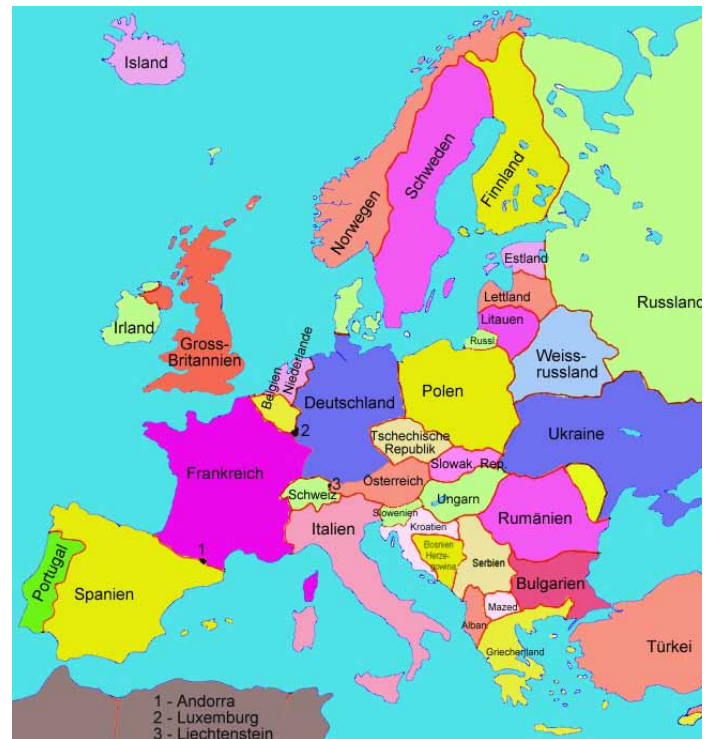 Island
Norwegen
Schweden
Finnland
Estland
Lettland
Litauen
Russl
Russland
Irland
Gross-
Britannien
Belgien
Niederlande
Deutschland
Polen
Weiss-
russland
2
Tschechische
Republik
Ukraine
Frankreich
Slowak. Rep.
3
Österreich
Schweiz
Ungarn
Italien
Slowenien
Kroatien
Rumänien
Bosnien
Herze-
gowina
Serbien
1
Portugal
Spanien
Bulgarien
Mazed
Alban
Griechenland
Türkei
1 - Andorra
2 - Luxemburg
3 - Liechtenstein